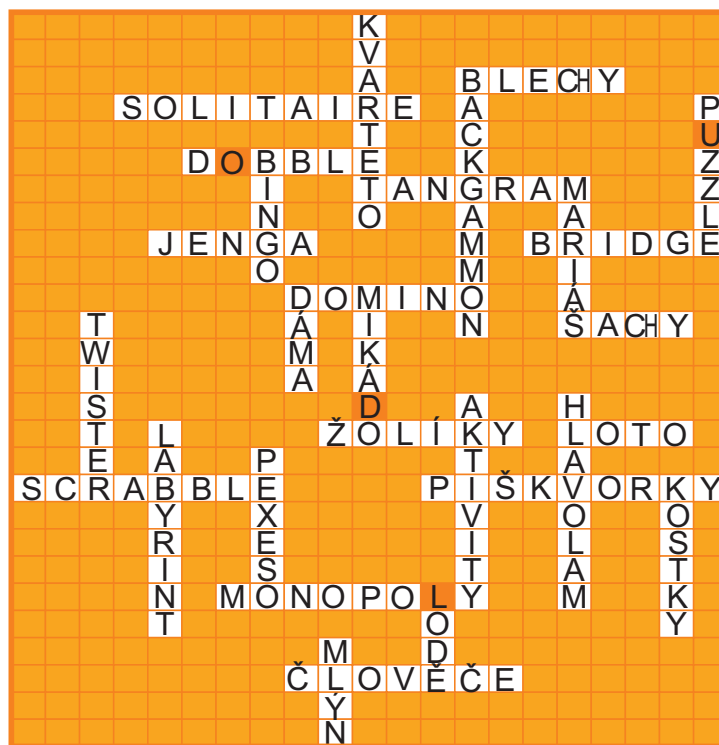 KVARTETO
BLECHY
BACKGAMMON
SOLITAIRE
PUZZLE
DOBBLE
BINGO
TANGRAM
MARIÁŠ
JENGA
BRIDGE
DOMINO
DÁMA
MIKÁDO
TWISTER
ŠACHY
AKTIVITY
HLAVOLAM
LABYRINT
ŽOLÍKY
LOTO
PEXESO
SCRABBLE
PIŠKVORKY
KOSTKY
MONOPOLY
LODĚ
MLÝN
ČLOVĚČE